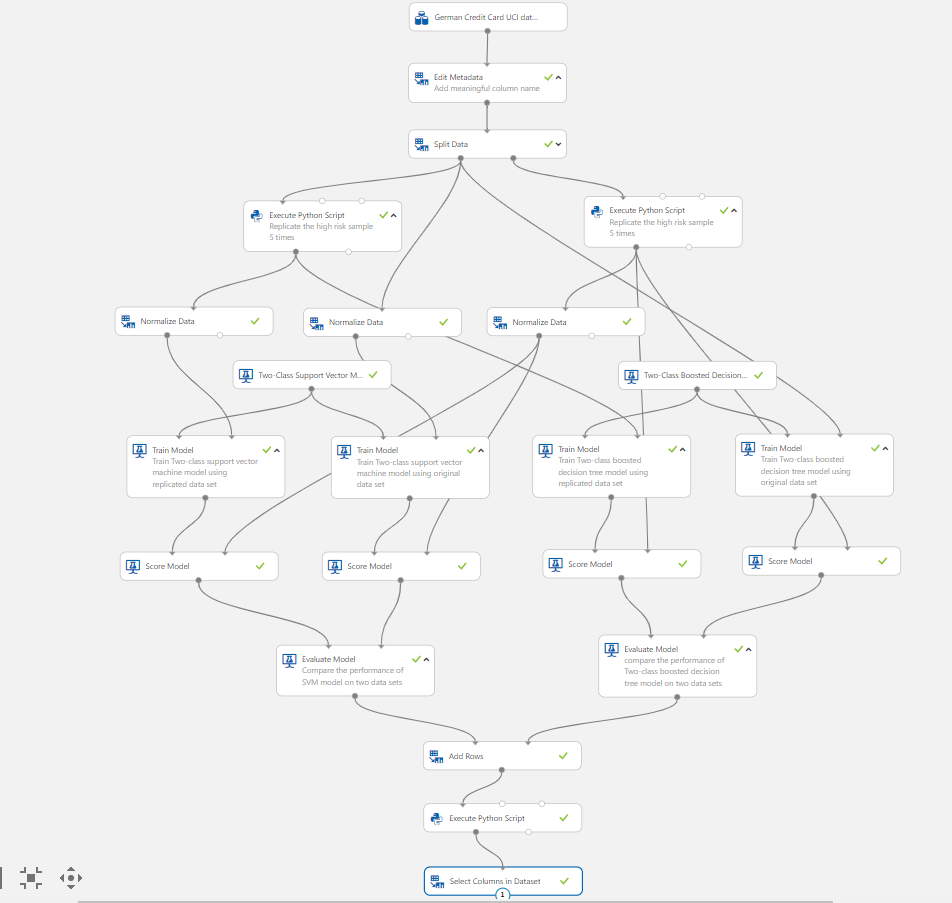 German Credit Card UCI dat...
Edit Metadata
Add meaningful column name
Split Data
Execute Python Script
Replicate the high risk sample
5 times
Execute Python Script
Replicate the high risk sample
5 times
Normalize Data
Normalize Data
Normalize Data
Two-Class Support Vector M...
Two-Class Boosted Decision...
Train Model
Train Two-class support vector
machine model using
replicated data set
Train Model
Train Two-class support vector
machine model using original
data set
Train Model
Train Two-class boosted
decision tree model using
replicated data set
Train Model
Train Two-class boosted
decision tree model using
original data set
Score Model
Score Model
Score Model
Score Model
Evaluate Model
Compare the performance of
SVM model on two data sets
Evaluate Model
compare the performance of
Two-class boosted decision
tree model on two data sets
Add Rows
Execute Python Script
Select Columns in Dataset
1